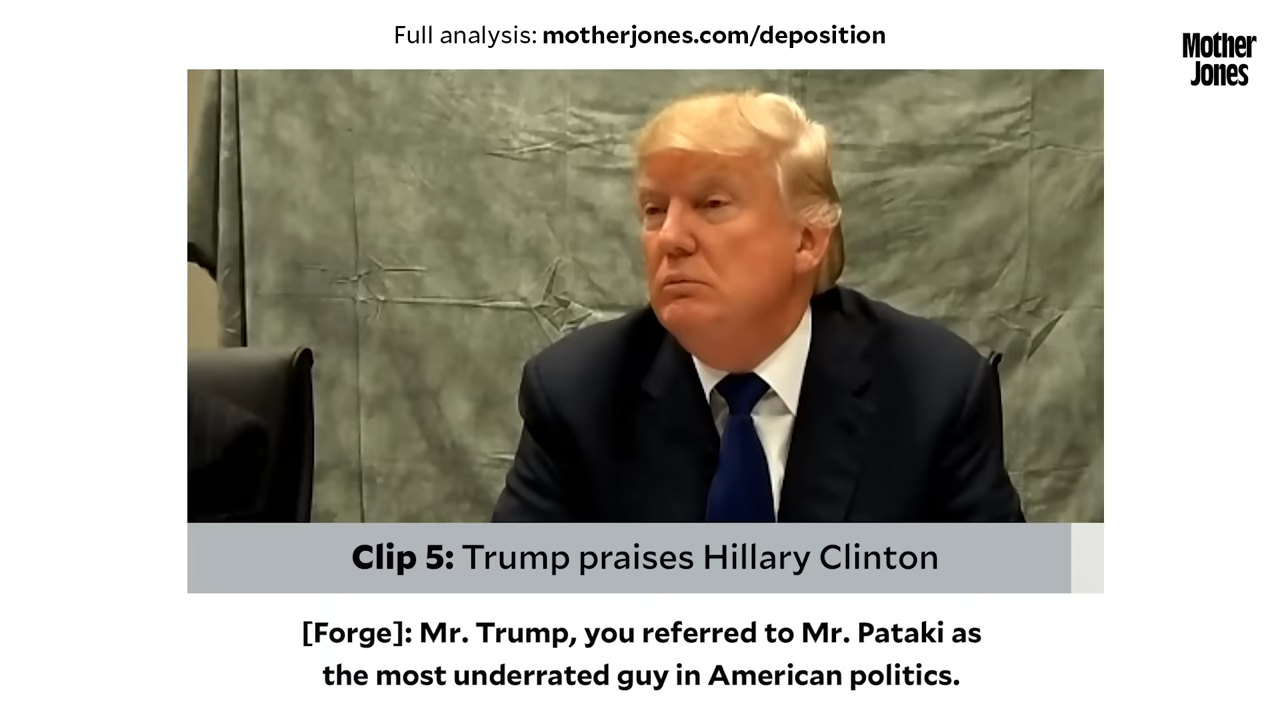 Full analysis: motherjones.com/deposition
Mother
Jones
Clip 5: Trump praises Hillary Clinton
[Forge]: Mr. Trump, you referred to Mr. Pataki as
the most underrated guy in American politics.